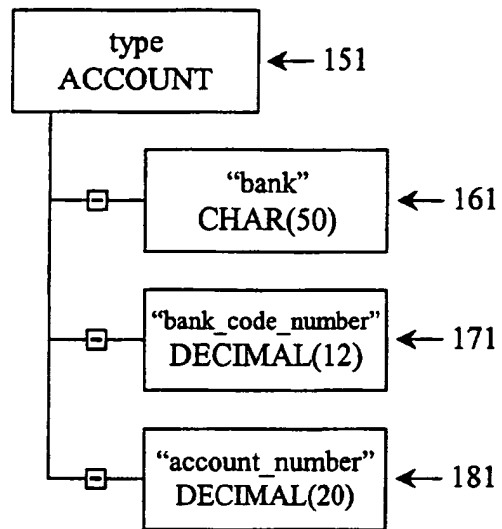 type
ACCOUNT
151
“bank”
CHAR(50)
161
“bank_code_number”
DECIMAL(12)
171
“account_number”
DECIMAL(20)
181